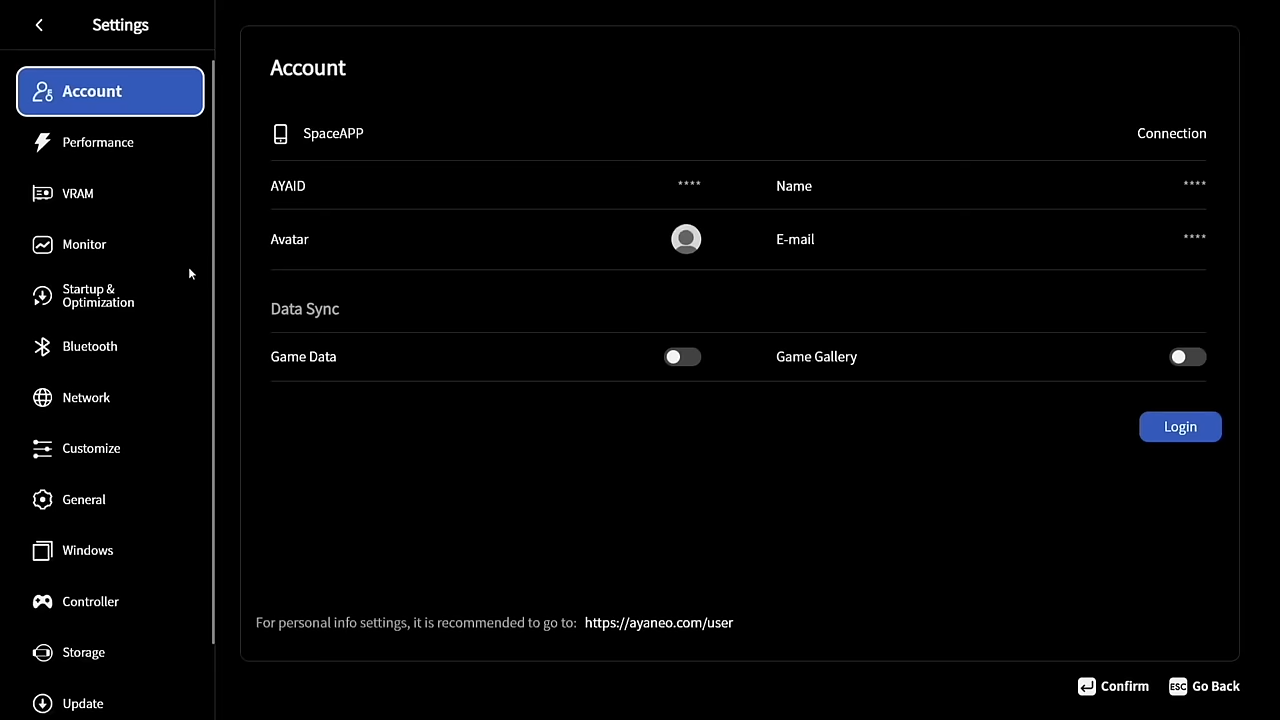 Settings
Account
Performance
VRAM
Monitor
Startup &
Optimization
Bluetooth
Network
Customize
General
Windows
Controller
Storage
Update
Account
SpaceAPP Connection
AYAID **** Name ****
Avatar E-mail ****
Data Sync
Game Data Game Gallery
Login
For personal info settings, it is recommended to go to: https://ayaneo.com/user
Confirm ESC Go Back